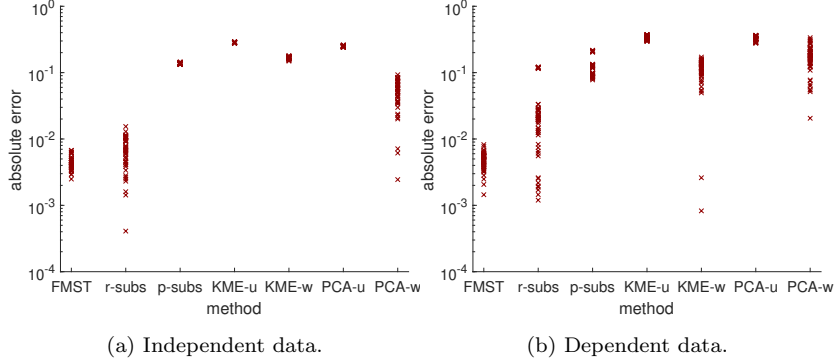 10^0
10^-1
10^-2
10^-3
10^-4
absolute error
FMST r-subs p-subs KME-u KME-w PCA-u PCA-w
method
(a) Independent data.
10^0
10^-1
10^-2
10^-3
10^-4
absolute error
FMST r-subs p-subs KME-u KME-w PCA-u PCA-w
method
(b) Dependent data.